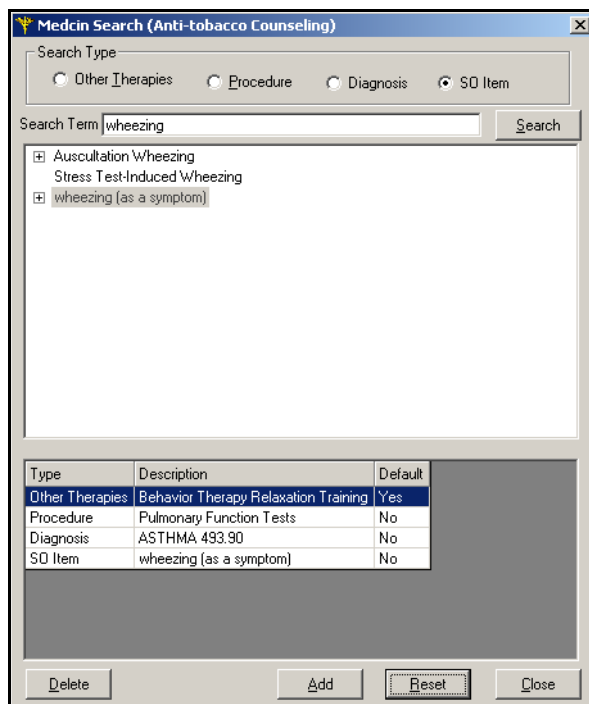 Medcin Search (Anti-tobacco Counseling)
Search Type
Other Therapies Procedure Diagnosis SO Item
Search Term wheezing Search
Auscultation Wheezing
Stress Test-Induced Wheezing
wheezing (as a symptom)
Type Description Default
Other Therapies Behavior Therapy Relaxation Training Yes
Procedure Pulmonary Function Tests No
Diagnosis ASTHMA 493.90 No
SO Item wheezing (as a symptom) No
Delete Add Reset Close